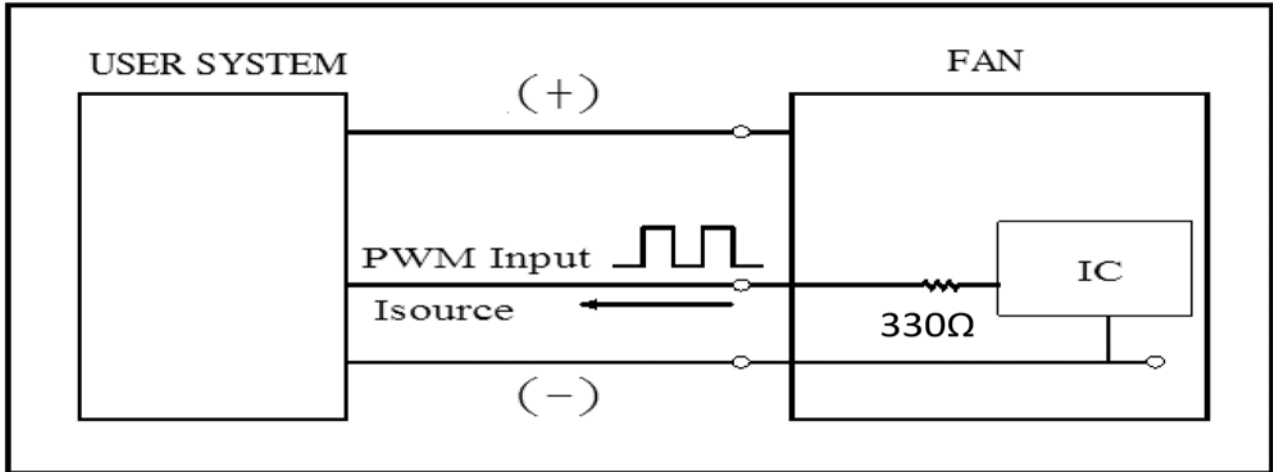 USER SYSTEM
FAN
(+)
PWM Input
IC
Isource
330Ω
(-)